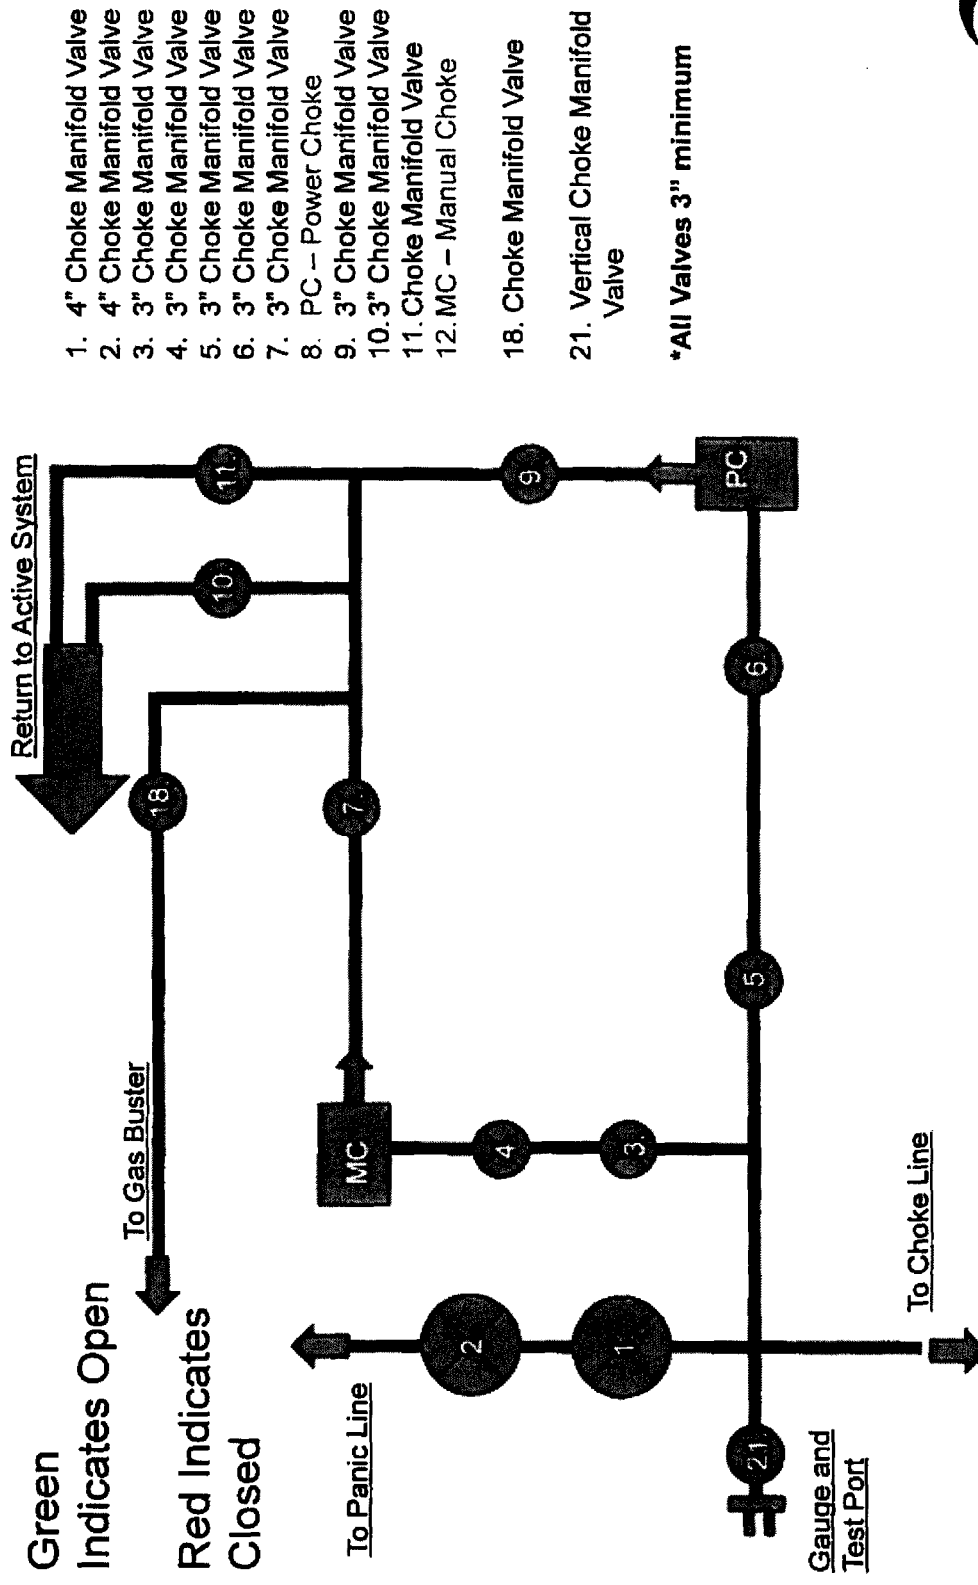 Green
Indicates Open
Red Indicates
Closed
Return to Active System
To Gas Buster
To Panic Line
To Choke Line
Gauge and
Test Port
18.
11.
10.
7.
9
MC
PC
4
3.
2
1
21
5
6.
1. 4" Choke Manifold Valve
2. 4" Choke Manifold Valve
3. 3" Choke Manifold Valve
4. 3" Choke Manifold Valve
5. 3" Choke Manifold Valve
6. 3" Choke Manifold Valve
7. 3" Choke Manifold Valve
8. PC – Power Choke
9. 3" Choke Manifold Valve
10. 3" Choke Manifold Valve
11. Choke Manifold Valve
12. MC – Manual Choke
18. Choke Manifold Valve
21. Vertical Choke Manifold
Valve
*All Valves 3" minimum